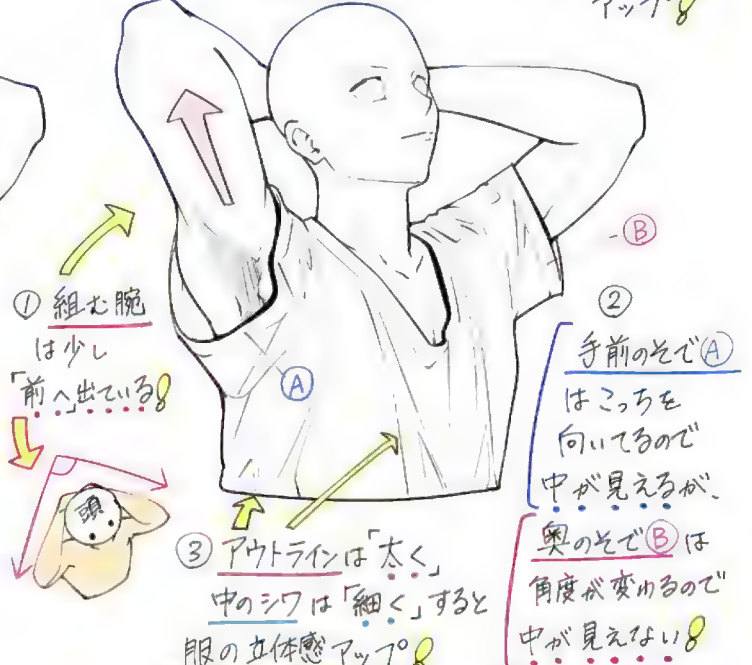 アップ!
① 組む腕
は少し
「前へ」出ている!
頭
A
B
②
手前のそでⒶ
はこっちを
向いてるので
中が見えるが、
奥のそでⒷは
角度が変わるので
中が見えない!
③ アウトラインは「太く」
中のシワは「細く」すると
服の立体感アップ!